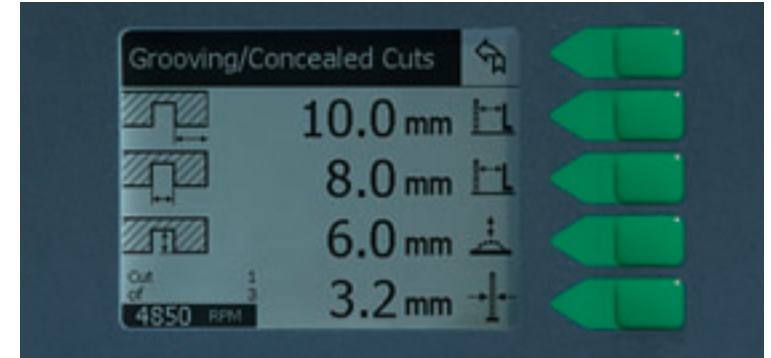 Grooving/Concealed Cuts
10.0 mm
8.0 mm
6.0 mm
Cut 1
of 3
3.2 mm
4850 RPM